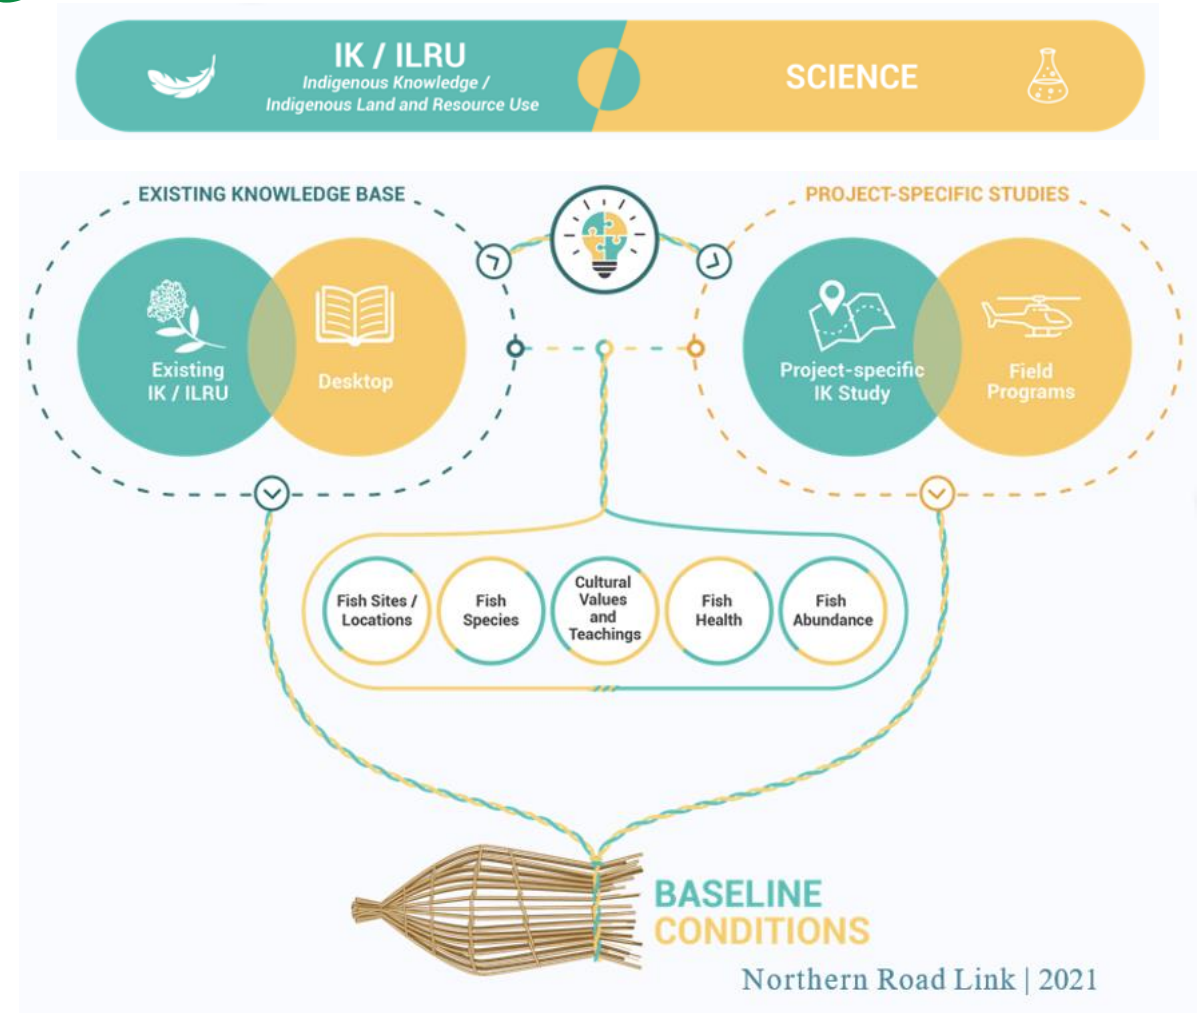 IK / ILRU
Indigenous Knowledge /
Indigenous Land and Resource Use
SCIENCE
EXISTING KNOWLEDGE BASE
PROJECT-SPECIFIC STUDIES
Existing
IK / ILRU
Desktop
Project-specific
IK Study
Field
Programs
Fish Sites /
Locations
Fish
Species
Cultural
Values
and
Teachings
Fish
Health
Fish
Abundance
BASELINE
CONDITIONS
Northern Road Link | 2021